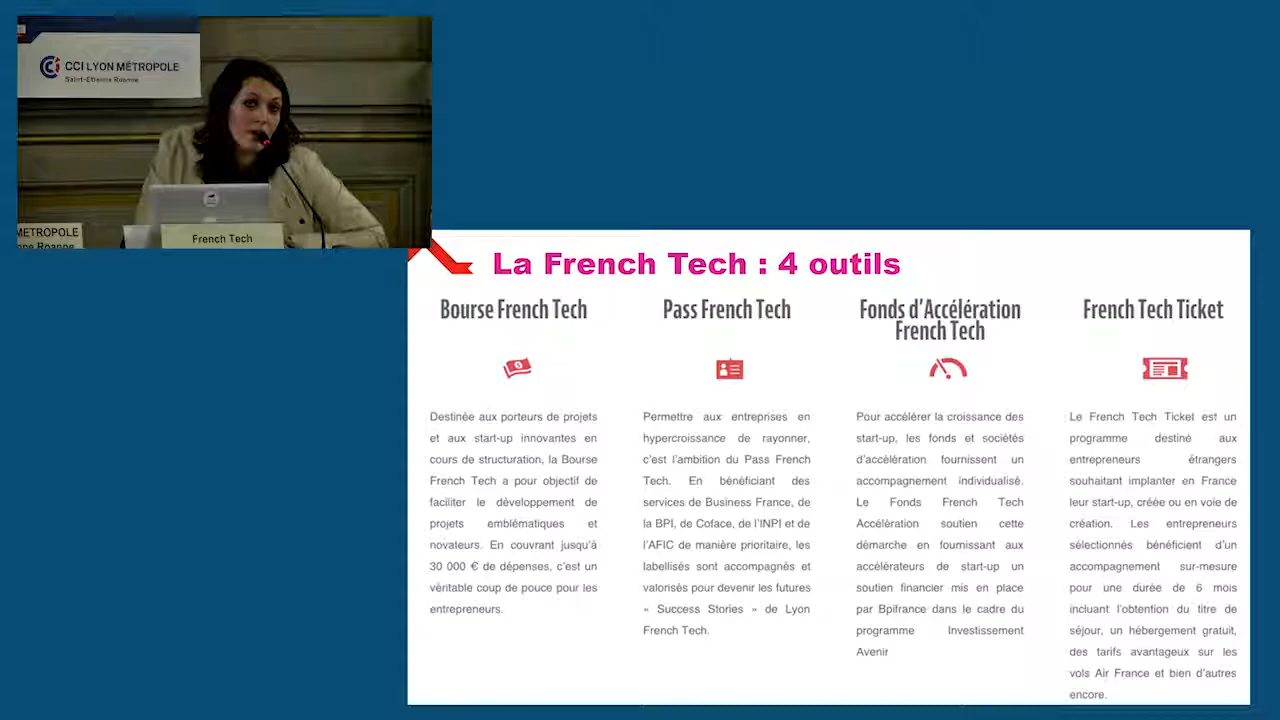 CCI LYON MÉTROPOLE
Saint-Etienne Roanne
METROPOLE
nne Roanne
French Tech
La French Tech : 4 outils
Bourse French Tech
Destinée aux porteurs de projets
et aux start-up innovantes en
cours de structuration, la Bourse
French Tech a pour objectif de
faciliter le développement de
projets emblématiques et
novateurs. En couvrant jusqu'à
30 000 € de dépenses, c'est un
véritable coup de pouce pour les
entrepreneurs.
Pass French Tech
Permettre aux entreprises en
hypercroissance de rayonner,
c'est l'ambition du Pass French
Tech. En bénéficiant des
services de Business France, de
la BPI, de Coface, de l'INPI et de
l'AFIC de manière prioritaire, les
labellisés sont accompagnés et
valorisés pour devenir les futures
« Success Stories » de Lyon
French Tech.
Fonds d'Accélération
French Tech
Pour accélérer la croissance des
start-up, les fonds et sociétés
d'accélération fournissent un
accompagnement individualisé.
Le Fonds French Tech
Accélération soutien cette
démarche en fournissant aux
accélérateurs de start-up un
soutien financier mis en place
par Bpifrance dans le cadre du
programme Investissement
Avenir
French Tech Ticket
Le French Tech Ticket est un
programme destiné aux
entrepreneurs étrangers
souhaitant implanter en France
leur start-up, créée ou en voie de
création. Les entrepreneurs
sélectionnés bénéficient d'un
accompagnement sur-mesure
pour une durée de 6 mois
incluant l'obtention du titre de
séjour, un hébergement gratuit,
des tarifs avantageux sur les
vols Air France et bien d'autres
encore.